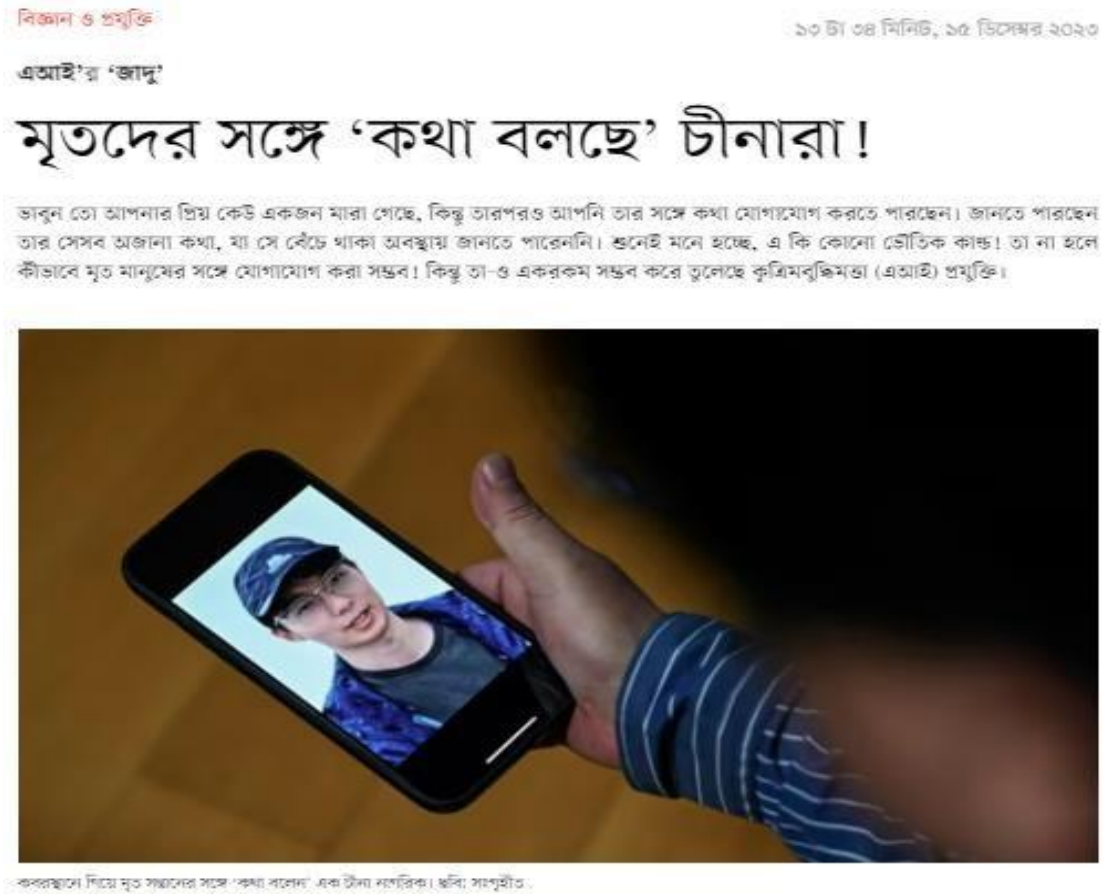 বিজ্ঞান ও প্রযুক্তি
১৩ টা ৩৪ মিনিট, ১৫ ডিসেম্বর ২০২৩
এআই’র ‘জাদু’
মৃতদের সঙ্গে ‘কথা বলছে’ চীনারা!
ভাবুন তো আপনার প্রিয় কেউ একজন মারা গেছে, কিন্তু তারপরও আপনি তার সঙ্গে কথা যোগাযোগ করতে পারছেন। জানতে পারছেন
তার সেসব অজানা কথা, যা সে বেঁচে থাকা অবস্থায় জানতে পারেননি। শুনেই মনে হচ্ছে, এ কি কোনো ভৌতিক কান্ড! তা না হলে
কীভাবে মৃত মানুষের সঙ্গে যোগাযোগ করা সম্ভব! কিন্তু তা-ও একরকম সম্ভব করে তুলেছে কৃত্রিমবুদ্ধিমত্তা (এআই) প্রযুক্তি।
কবরস্থানে গিয়ে মৃত সন্তানের সঙ্গে ‘কথা বলেন’ এক চীনা নাগরিক। ছবি: সংগৃহীত